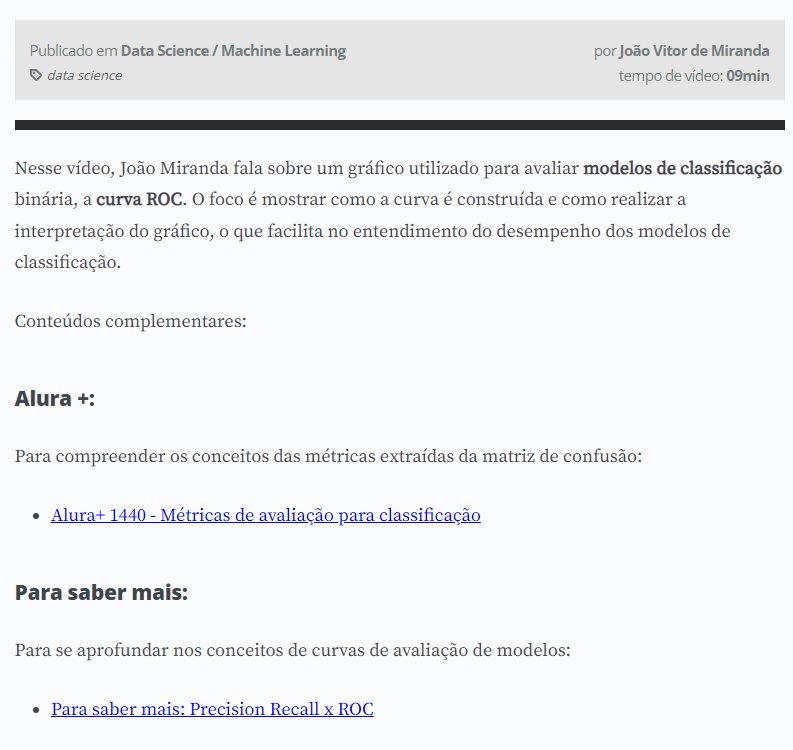 Publicado em Data Science / Machine Learning
por João Vitor de Miranda
data science
tempo de vídeo: 09min
Nesse vídeo, João Miranda fala sobre um gráfico utilizado para avaliar modelos de classificação
binária, a curva ROC. O foco é mostrar como a curva é construída e como realizar a
interpretação do gráfico, o que facilita no entendimento do desempenho dos modelos de
classificação.
Conteúdos complementares:
Alura +:
Para compreender os conceitos das métricas extraídas da matriz de confusão:
• Alura+ 1440 - Métricas de avaliação para classificação
Para saber mais:
Para se aprofundar nos conceitos de curvas de avaliação de modelos:
• Para saber mais: Precision Recall x ROC